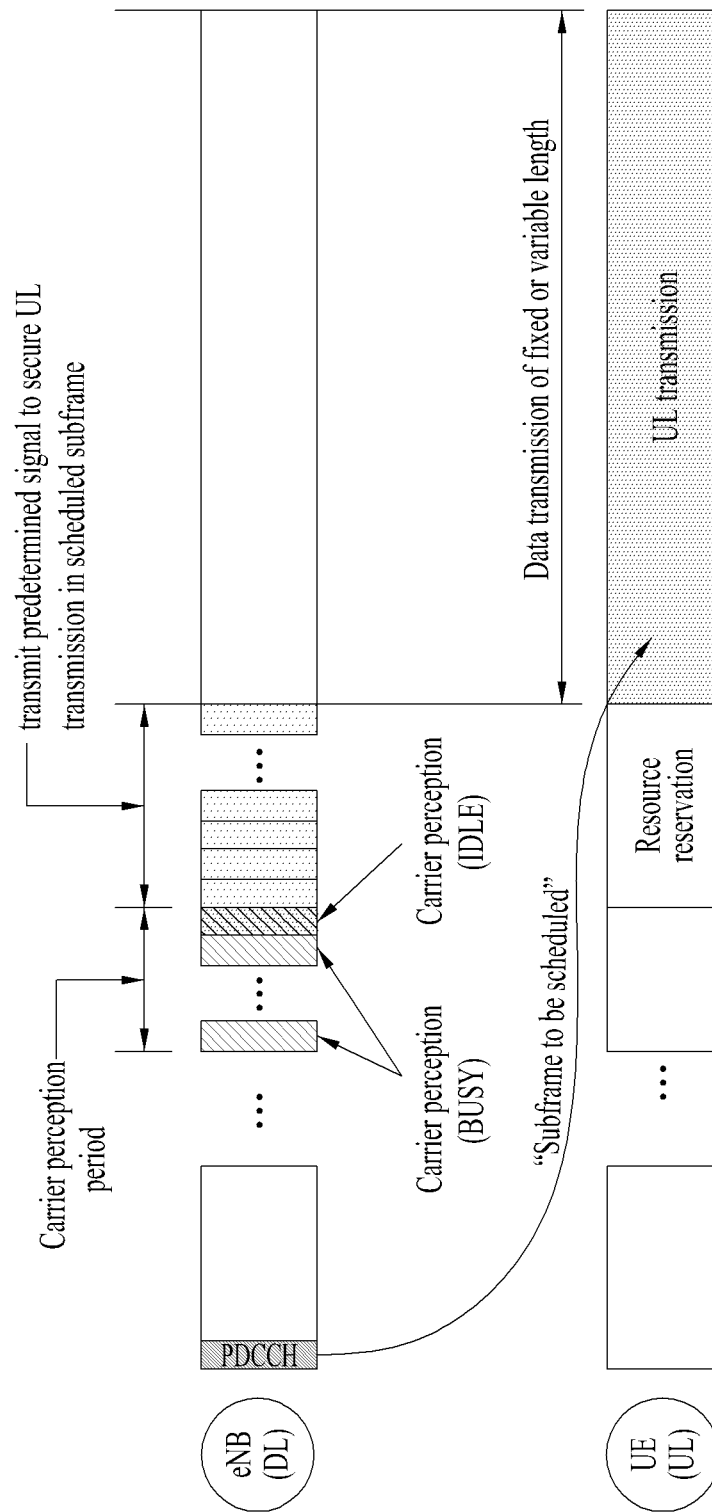 transmit predetermined signal to secure UL
transmission in scheduled subframe
Carrier perception
period
eNB
(DL)
PDCCH
...
...
...
Carrier perception
(BUSY)
Carrier perception
(IDLE)
Data transmission of fixed or variable length
“Subframe to be scheduled”
UE
(UL)
...
Resource
reservation
UL transmission